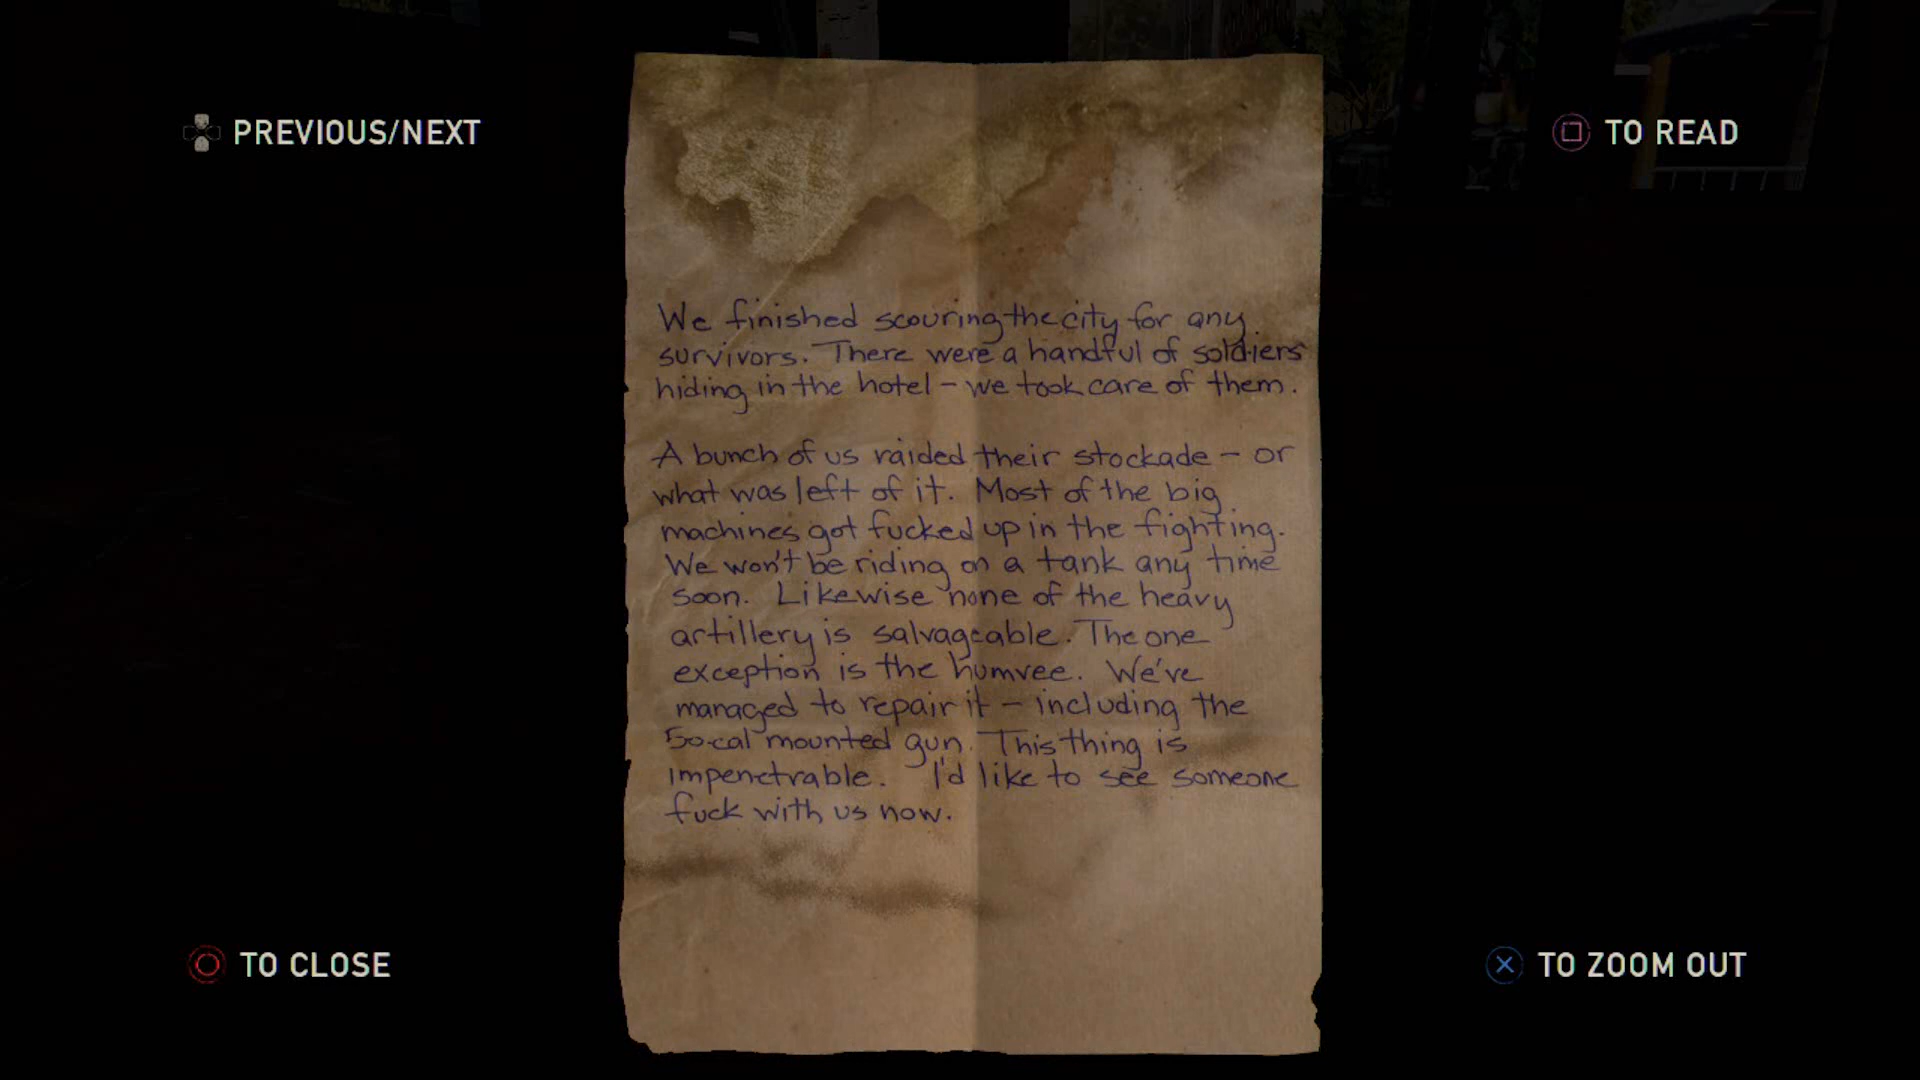 PREVIOUS/NEXT
TO READ
We finished scouring the city for any
survivors. There were a handful of soldiers
hiding in the hotel - we took care of them.
A bunch of us raided their stockade - or
what was left of it. Most of the big
machines got fucked up in the fighting.
We won't be riding on a tank any time
soon. Likewise none of the heavy
artillery is salvageable. The one
exception is the humvee. We've
managed to repair it - including the
50-cal mounted gun. This thing is
impenetrable. I'd like to see someone
fuck with us now.
TO CLOSE
TO ZOOM OUT